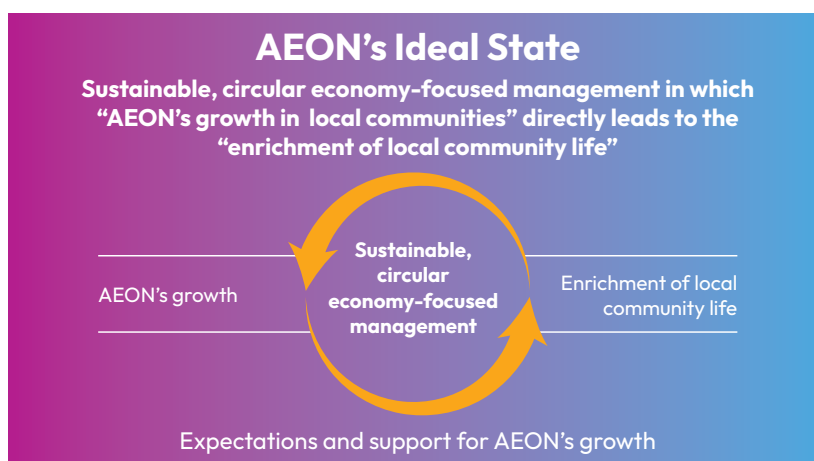 AEON’s Ideal State
Sustainable, circular economy-focused management in which
“AEON’s growth in local communities” directly leads to the
“enrichment of local community life”
Sustainable,
circular
economy-focused
management
AEON’s growth
Enrichment of local
community life
Expectations and support for AEON’s growth